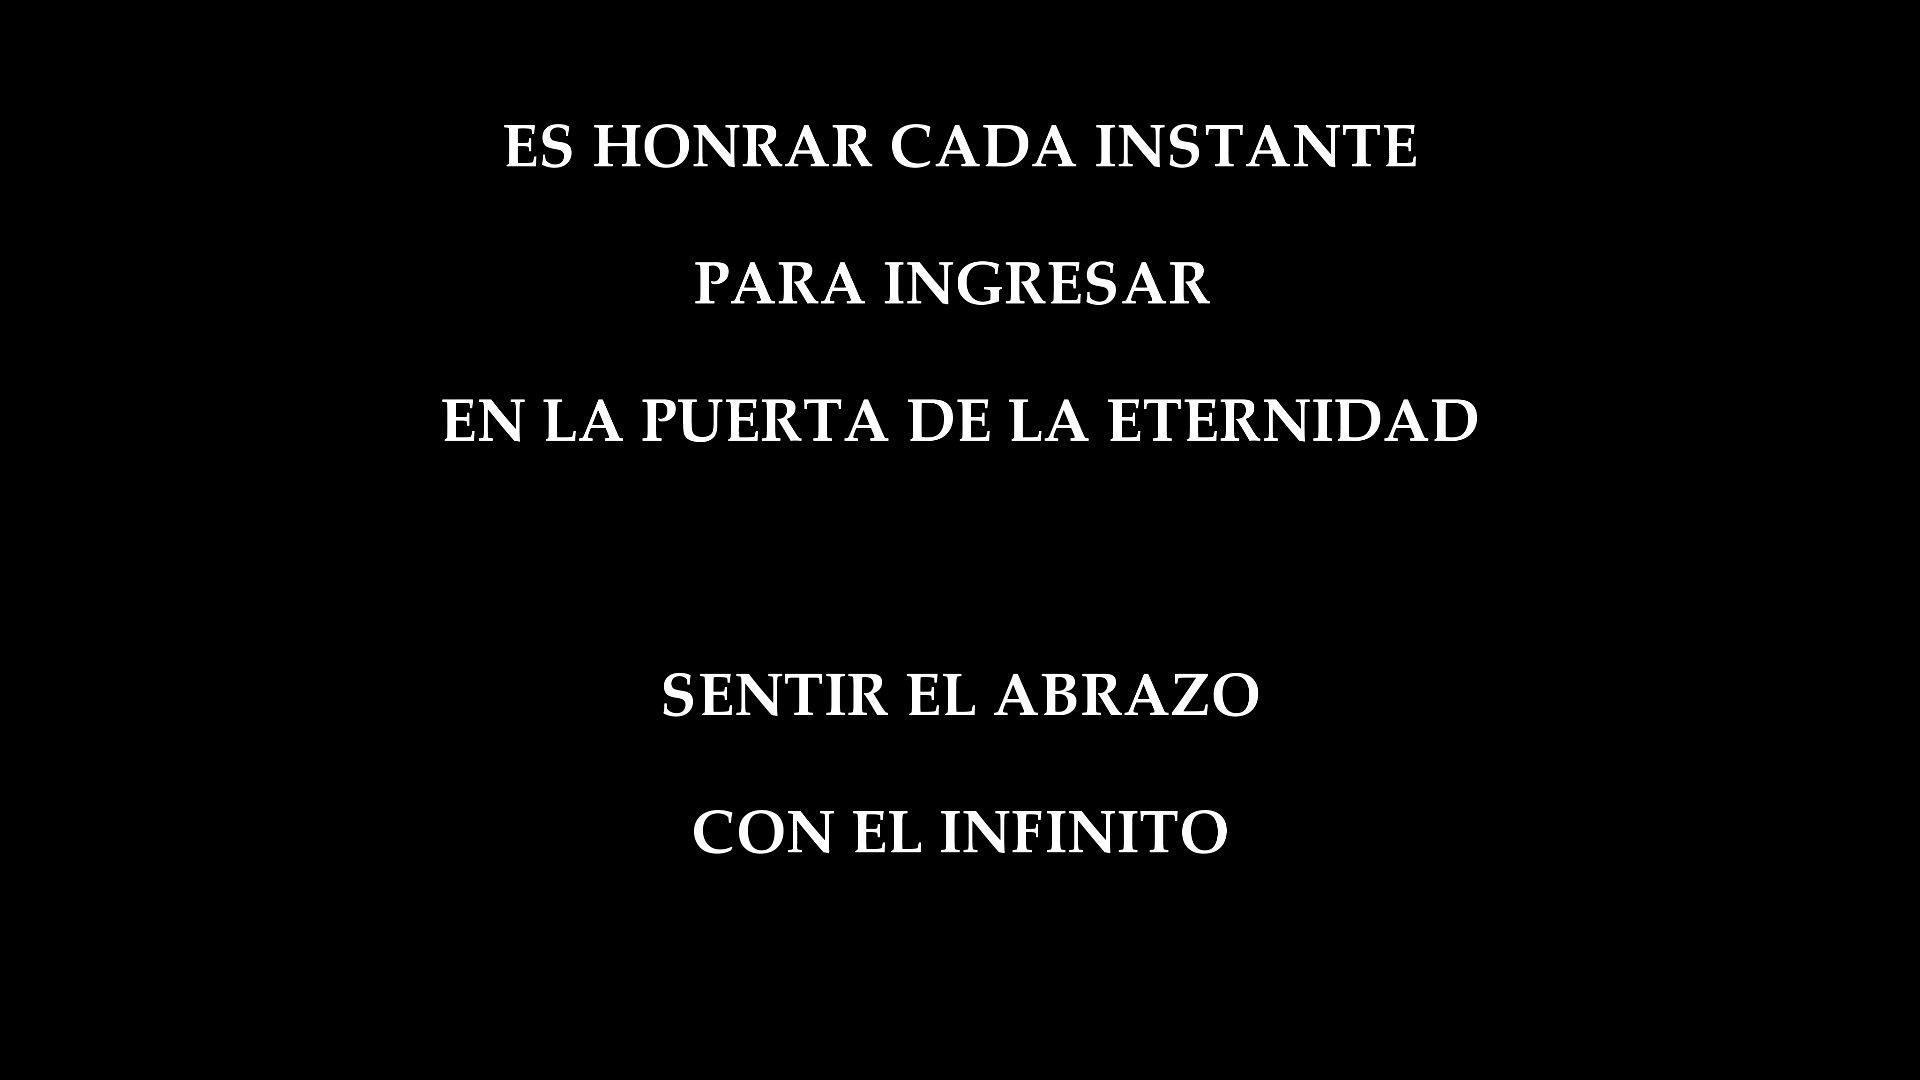 ES HONRAR CADA INSTANTE
PARA INGRESAR
EN LA PUERTA DE LA ETERNIDAD
SENTIR EL ABRAZO
CON EL INFINITO